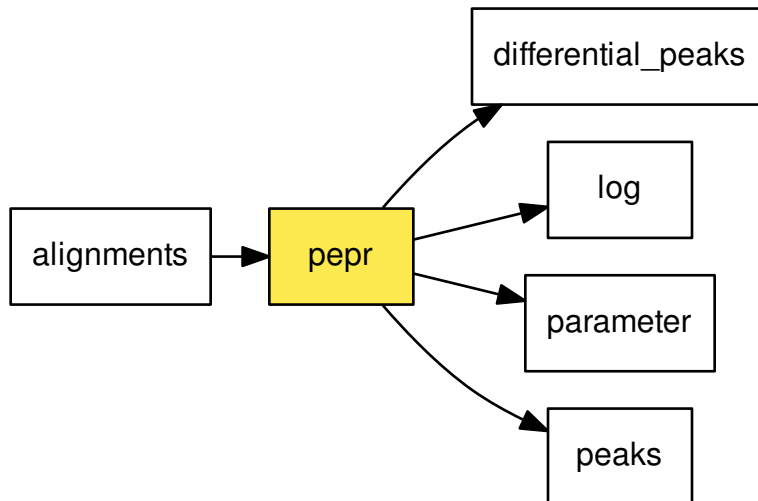 differential_peaks
log
alignments
pepr
parameter
peaks